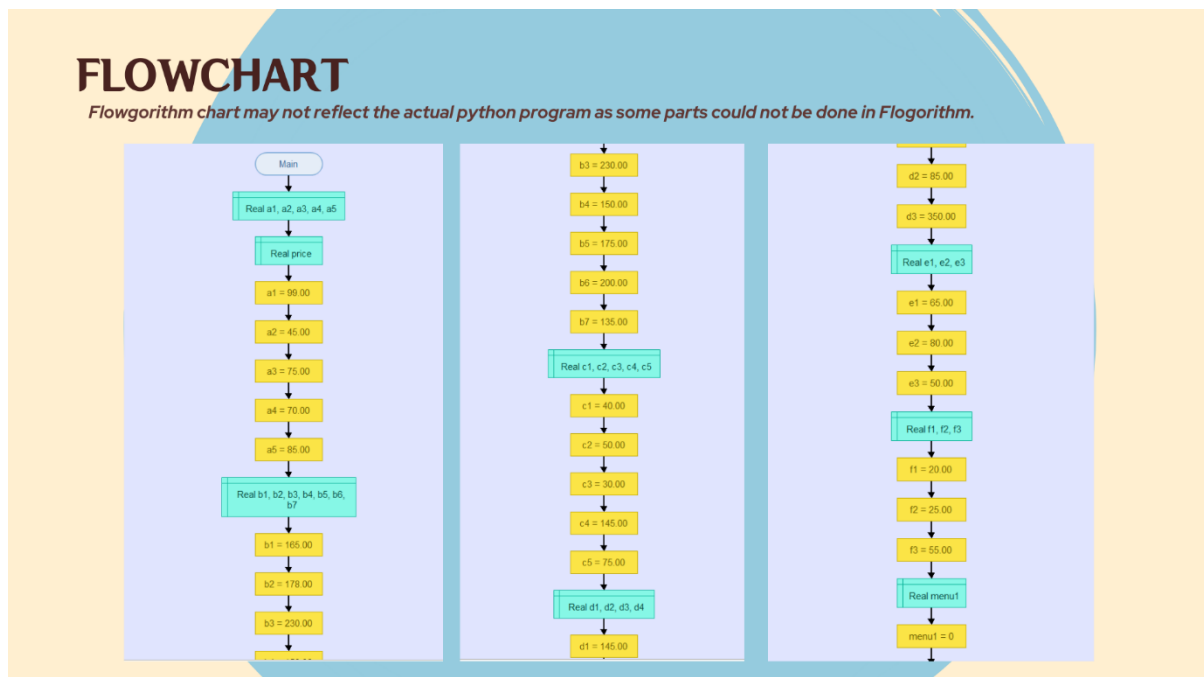 FLOWCHART
Flowgorithm chart may not reflect the actual python program as some parts could not be done in Flogorithm.
Main
Real a1, a2, a3, a4, a5
Real price
a1 = 99.00
a2 = 45.00
a3 = 75.00
a4 = 70.00
a5 = 85.00
Real b1, b2, b3, b4, b5, b6,
b7
b1 = 165.00
b2 = 178.00
b3 = 230.00
b3 = 230.00
b4 = 150.00
b5 = 175.00
b6 = 200.00
b7 = 135.00
Real c1, c2, c3, c4, c5
c1 = 40.00
c2 = 50.00
c3 = 30.00
c4 = 145.00
c5 = 75.00
Real d1, d2, d3, d4
d1 = 145.00
d2 = 85.00
d3 = 350.00
Real e1, e2, e3
e1 = 65.00
e2 = 80.00
e3 = 50.00
Real f1, f2, f3
f1 = 20.00
f2 = 25.00
f3 = 55.00
Real menu1
menu1 = 0